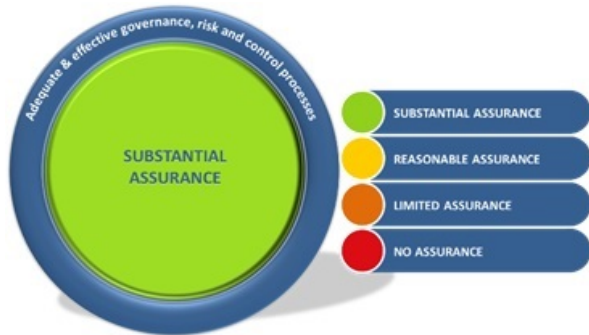 Adequate & effective governance, risk and control processes
SUBSTANTIAL
ASSURANCE
SUBSTANTIAL ASSURANCE
REASONABLE ASSURANCE
LIMITED ASSURANCE
NO ASSURANCE